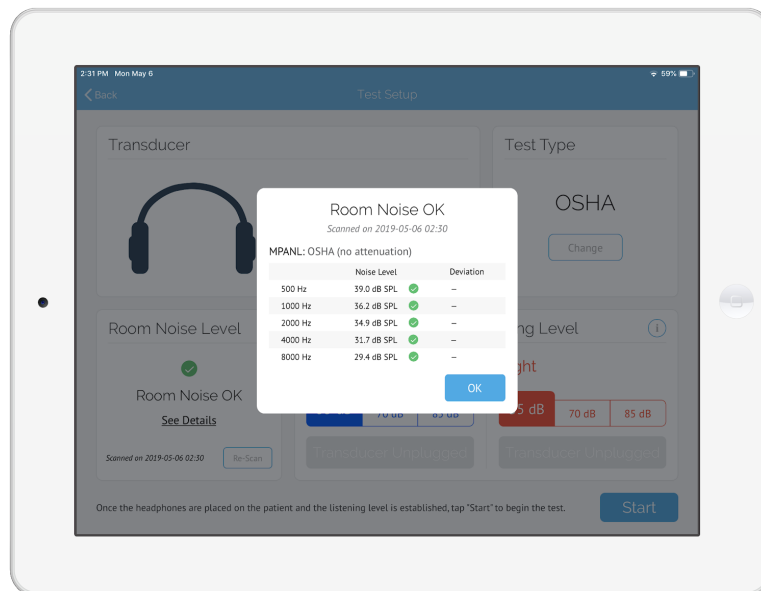 2:31 PM Mon May 6
59%
Back
Test Setup
Transducer
Test Type
OSHA
Change
Room Noise OK
Scanned on 2019-05-06 02:30
MPANL: OSHA (no attenuation)
Noise Level Deviation
500 Hz 39.0 dB SPL –
1000 Hz 36.2 dB SPL –
2000 Hz 34.9 dB SPL –
4000 Hz 31.7 dB SPL –
8000 Hz 29.4 dB SPL –
OK
Room Noise Level
Room Noise OK
See Details
Scanned on 2019-05-06 02:30
Re-Scan
70 dB
85 dB
Transducer Unplugged
ng Level
i
ght
5 dB
70 dB
85 dB
Transducer Unplugged
Once the headphones are placed on the patient and the listening level is established, tap "Start" to begin the test.
Start